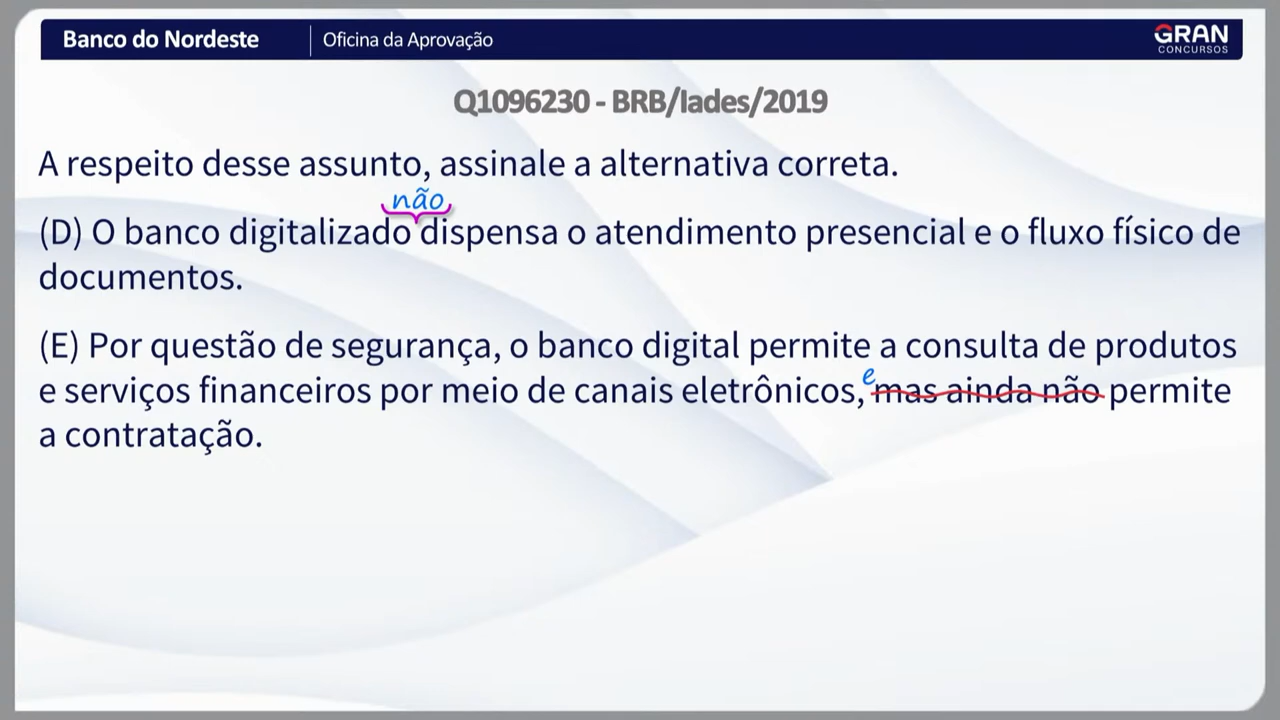 Banco do Nordeste
Oficina da Aprovação
GRAN
CONCURSOS
Q1096230 - BRB/Iades/2019
A respeito desse assunto, assinale a alternativa correta.
não
(D) O banco digitalizado dispensa o atendimento presencial e o fluxo físico de
documentos.
(E) Por questão de segurança, o banco digital permite a consulta de produtos
e
e serviços financeiros por meio de canais eletrônicos, mas ainda não permite
a contratação.